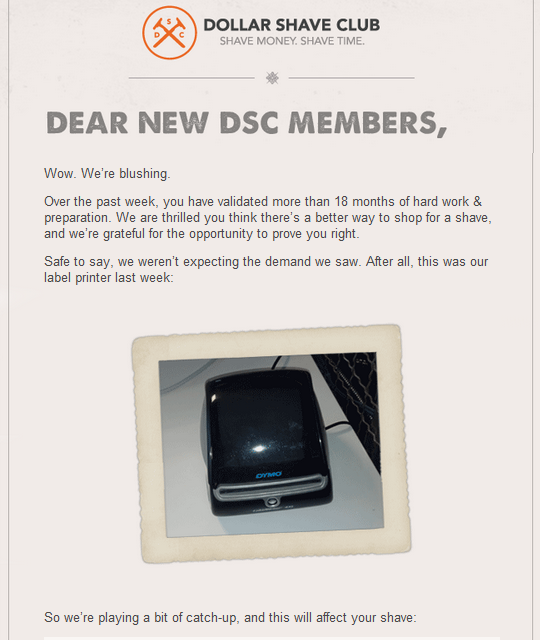 DSC
DOLLAR SHAVE CLUB
SHAVE MONEY. SHAVE TIME.
DEAR NEW DSC MEMBERS,
Wow. We're blushing.
Over the past week, you have validated more than 18 months of hard work &
preparation. We are thrilled you think there's a better way to shop for a shave,
and we're grateful for the opportunity to prove you right.
Safe to say, we weren't expecting the demand we saw. After all, this was our
label printer last week:
DYMO
So we're playing a bit of catch-up, and this will affect your shave: